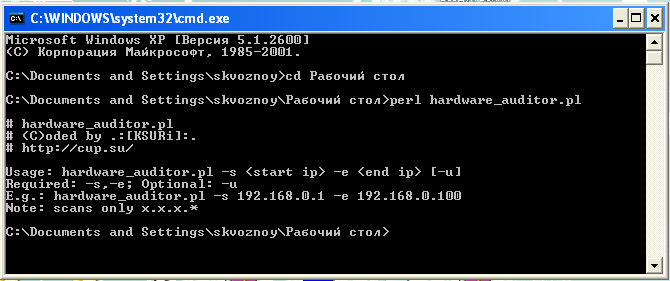 C:\WINDOWS\system32\cmd.exe
Microsoft Windows XP [Версия 5.1.2600]
(С) Корпорация Майкрософт, 1985-2001.
C:\Documents and Settings\skvoznoy>cd Рабочий стол
C:\Documents and Settings\skvoznoy\Рабочий стол>perl hardware_auditor.pl
# hardware_auditor.pl
# (C)oded by .:[KSURi]:.
# http://cup.su/
Usage: hardware_auditor.pl -s <start ip> -e <end ip> [-u]
Required: -s,-e; Optional: -u
E.g.: hardware_auditor.pl -s 192.168.0.1 -e 192.168.0.100
Note: scans only x.x.x.*
C:\Documents and Settings\skvoznoy\Рабочий стол>